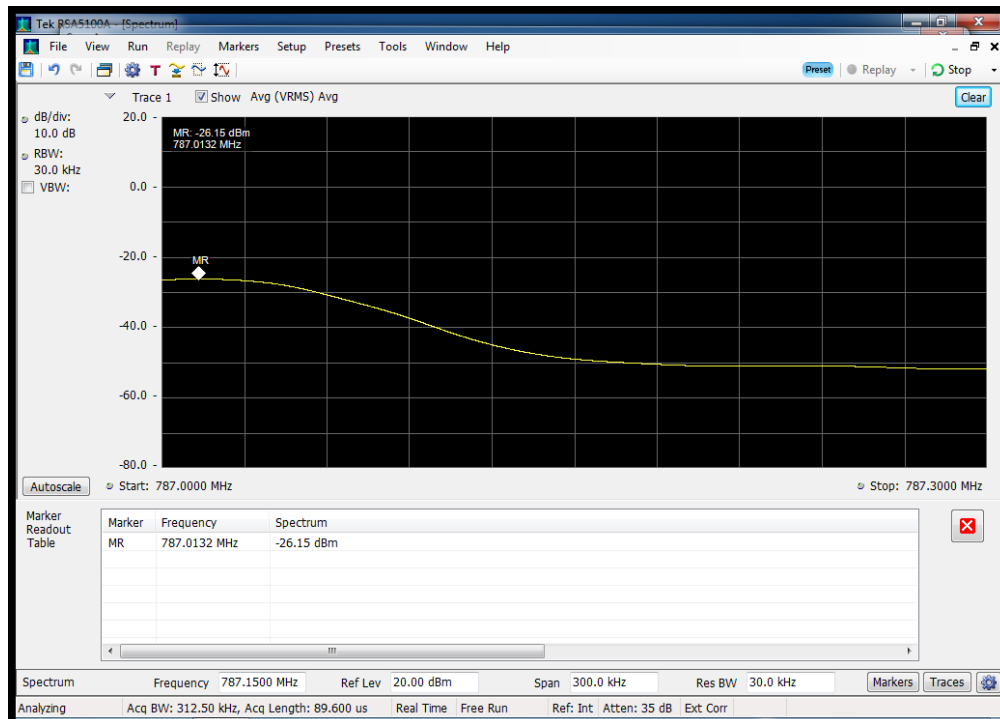 Tek RSA5100A - [Spectrum]
File View Run Replay Markers Setup Presets Tools Window Help
T Preset Replay Stop
Trace 1 Show Avg (VRMS) Avg Clear
dB/div:
10.0 dB
RBW:
30.0 kHz
VBW:
20.0
0.0
-20.0
-40.0
-60.0
-80.0
MR: -26.15 dBm
787.0132 MHz
MR
Autoscale Start: 787.0000 MHz Stop: 787.3000 MHz
Marker
Readout
Table
Marker Frequency Spectrum
MR 787.0132 MHz -26.15 dBm
Spectrum Frequency 787.1500 MHz Ref Lev 20.00 dBm Span 300.0 kHz Res BW 30.0 kHz Markers Traces
Analyzing Acq BW: 312.50 kHz, Acq Length: 89.600 us Real Time Free Run Ref: Int Atten: 35 dB Ext Corr